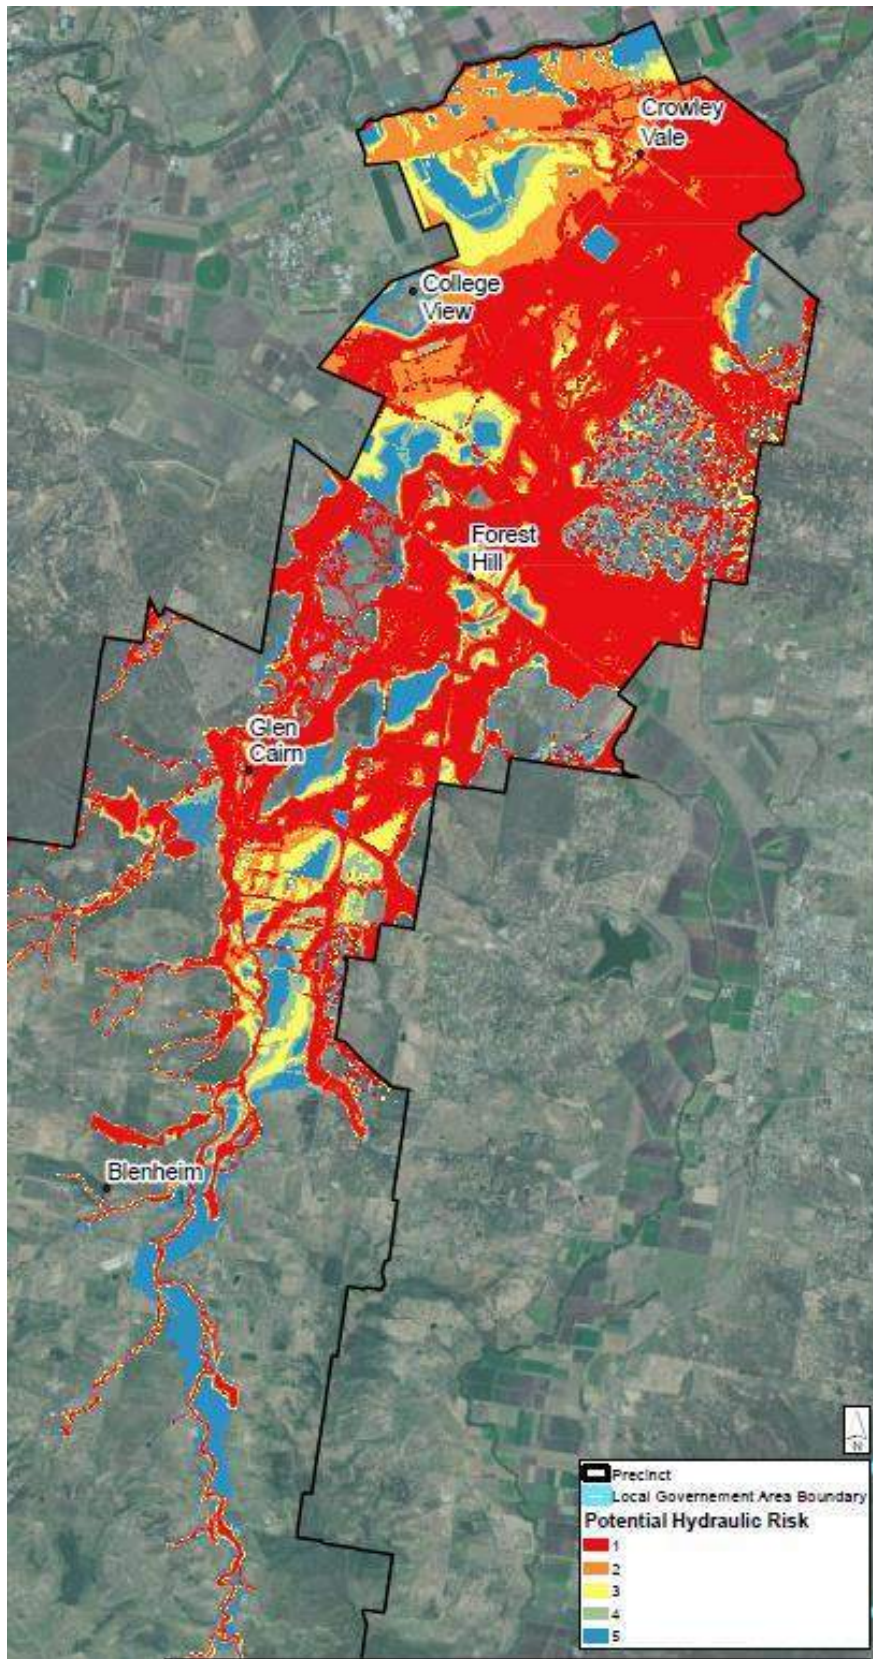 Crowley
Vale
College
View
Forest
Hill
Glen
Cairn
Blenheim
N
Precinct
Local Governement Area Boundary
Potential Hydraulic Risk
1
2
3
4
5